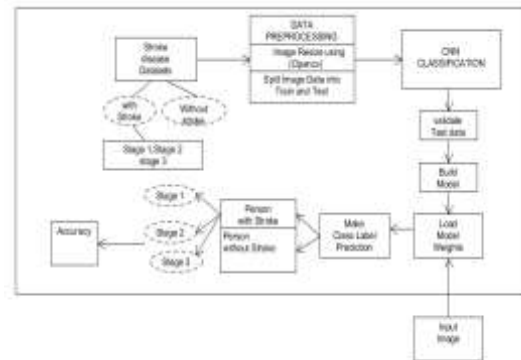 Stroke
disease
Datasets
DATA
PREPROCESSING
Image Resize using
(Opencv)
Split Image Data into
Train and Test
CNN
CLASSIFICATION
with
Stroke
Without
Stage 1,Stage 2
stage 3
validate
Test data
Build
Model
Stage 1
Stage 2
Stage 3
Accuracy
Person
with Stroke
Person
without Stroke
Make
Class Label
Prediction
Load
Model
Weights
Input
Image